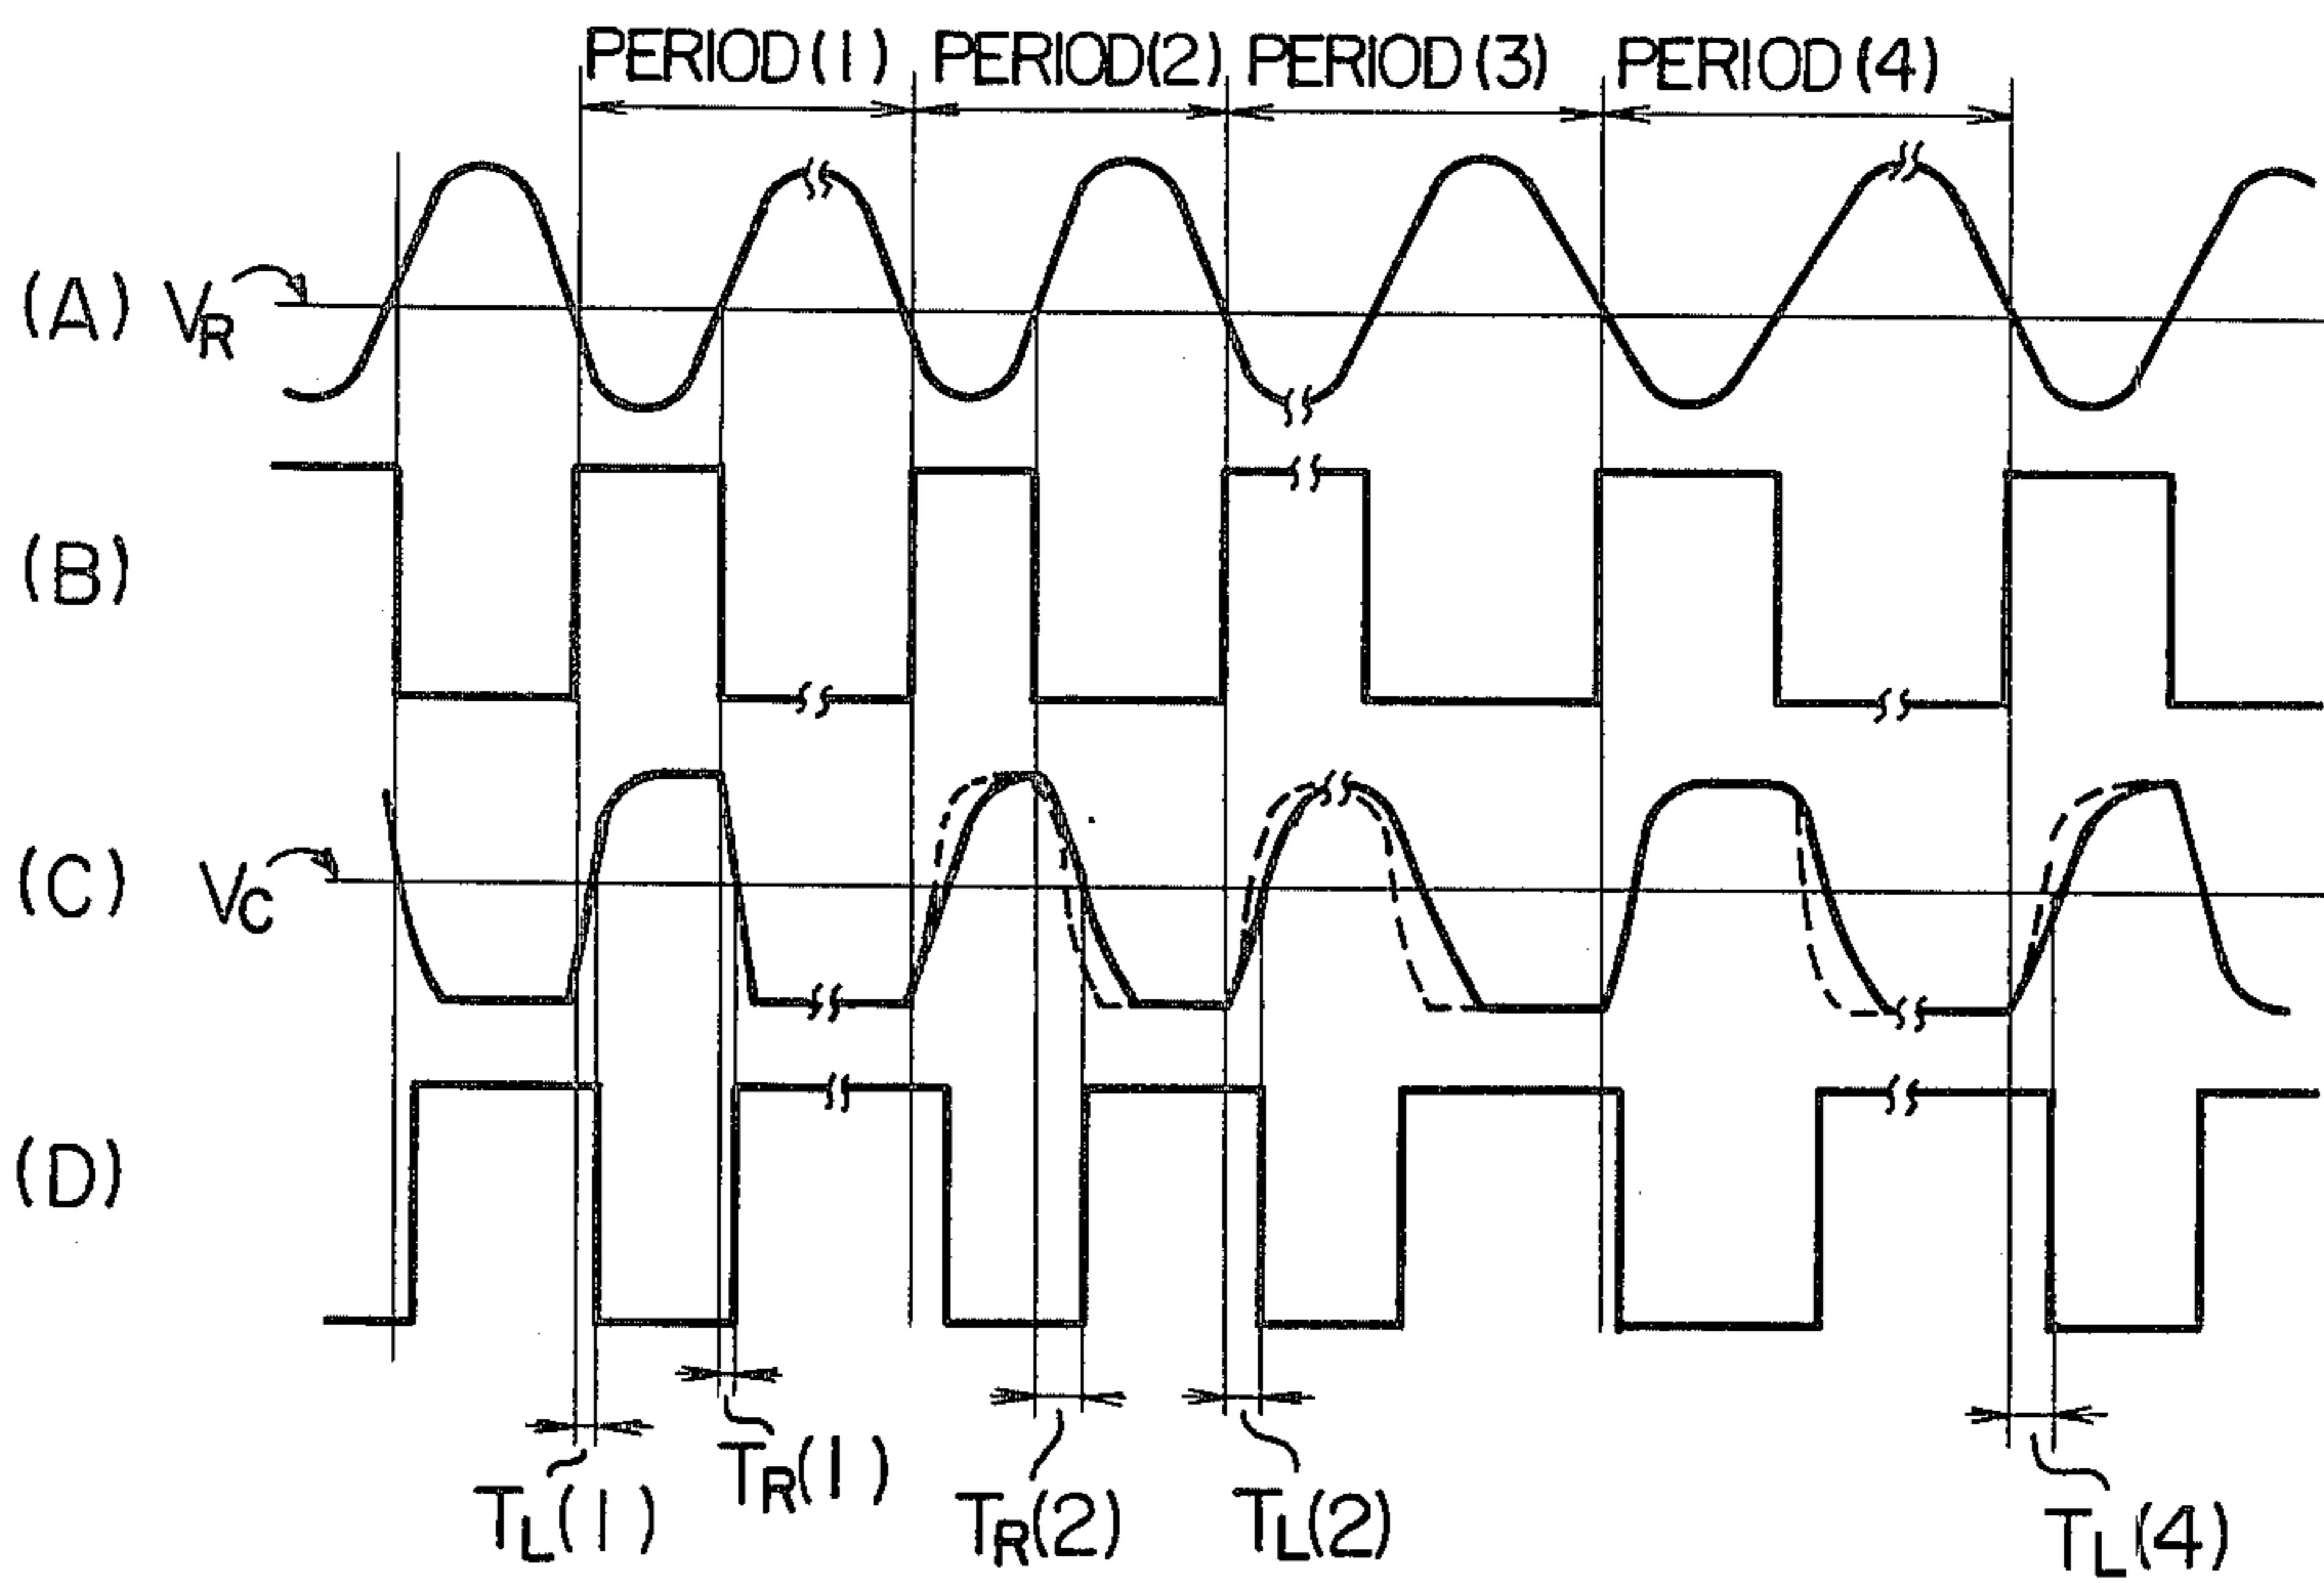 PERIOD(1) PERIOD(2) PERIOD(3) PERIOD(4)
(A) VR
(B)
(C) VC
(D)
TL(1) TR(1) TR(2) TL(2) TL(4)